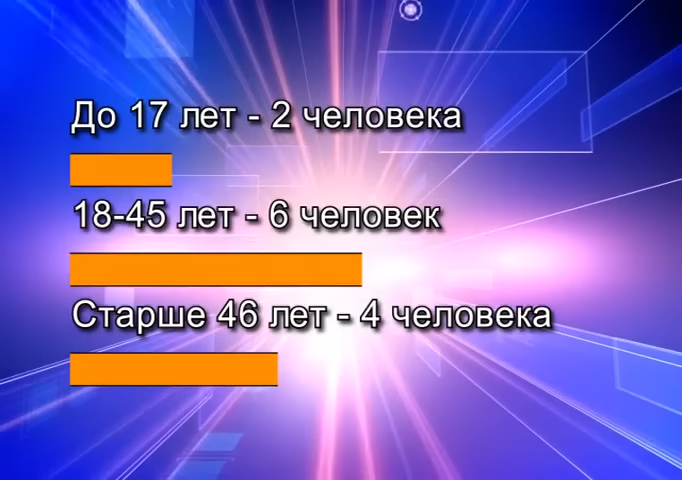 До 17 лет - 2 человека
18-45 лет - 6 человек
Старше 46 лет - 4 человека